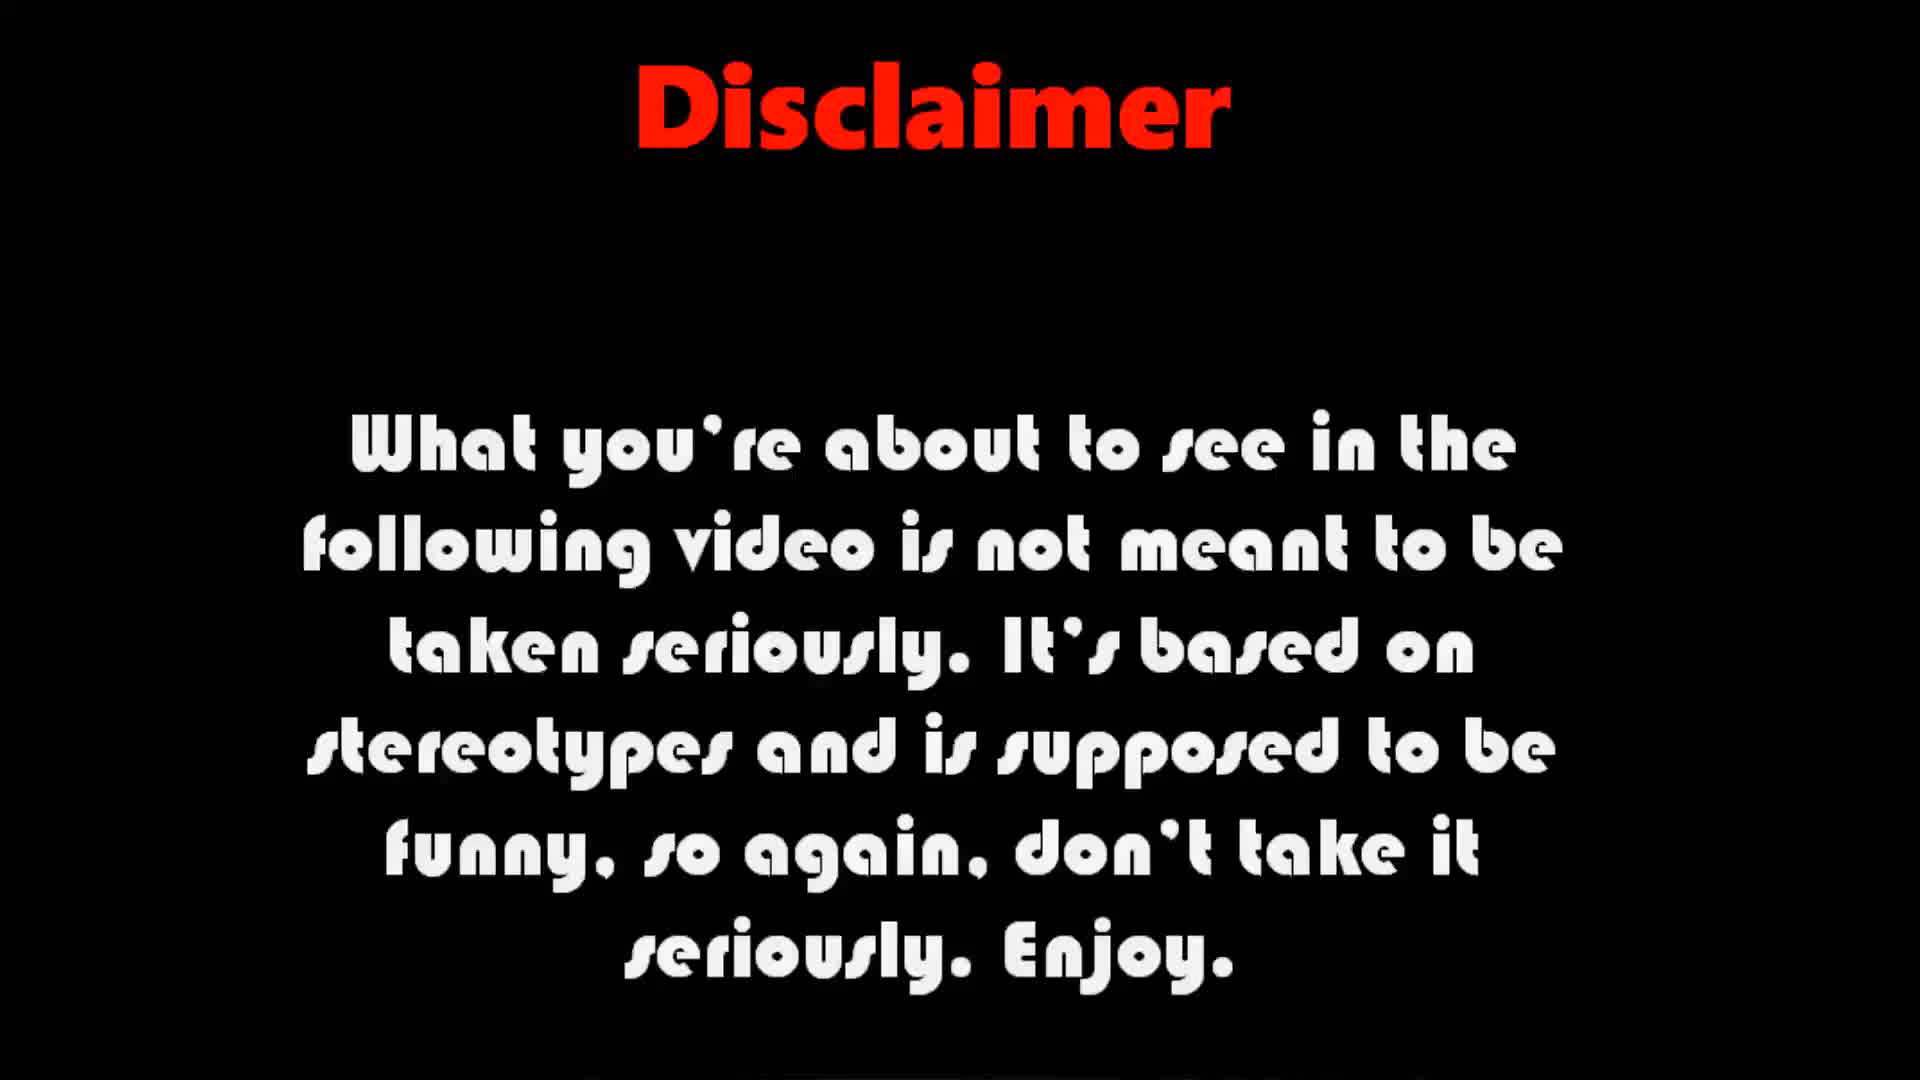 Disclaimer
What you’re about to see in the
following video is not meant to be
taken seriously. It’s based on
stereotypes and is supposed to be
funny, so again, don’t take it
seriously. Enjoy.